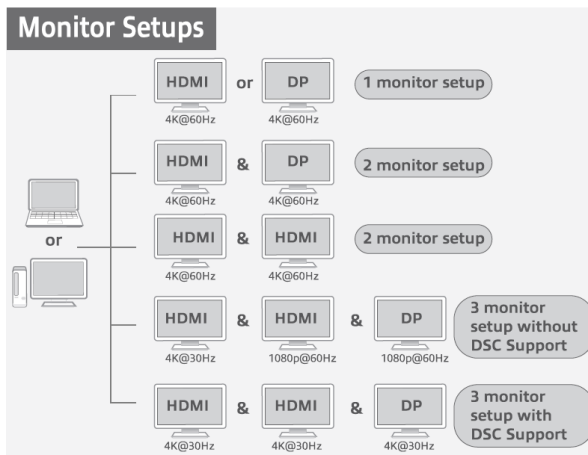 Monitor Setups
HDMI or DP 1 monitor setup
4K@60Hz 4K@60Hz
HDMI & DP 2 monitor setup
4K@60Hz 4K@60Hz
or
HDMI & HDMI 2 monitor setup
4K@60Hz 4K@60Hz
HDMI & HDMI & DP
4K@30Hz 1080p@60Hz 1080p@60Hz
3 monitor
setup without
DSC Support
HDMI & HDMI & DP
4K@30Hz 4K@30Hz 4K@30Hz
3 monitor
setup with
DSC Support